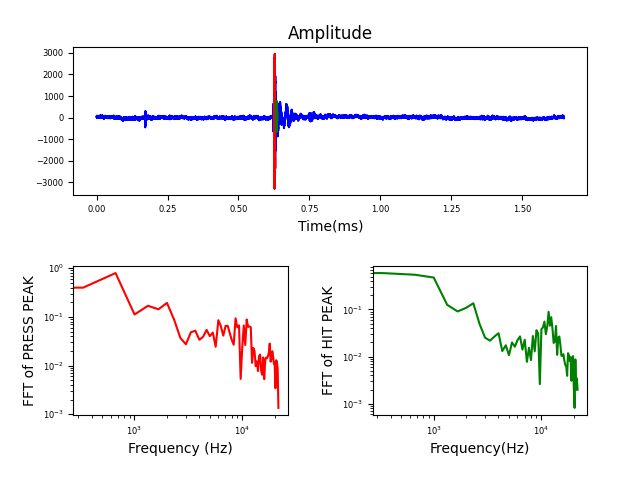 Amplitude
3000
2000
1000
0
−1000
−2000
−3000
0.00 0.25 0.50 0.75 1.00 1.25 1.50
Time(ms)
FFT of PRESS PEAK
10⁰
10⁻¹
10⁻²
10⁻³
10³ 10⁴
Frequency (Hz)
FFT of HIT PEAK
10⁻¹
10⁻²
10⁻³
10³ 10⁴
Frequency(Hz)